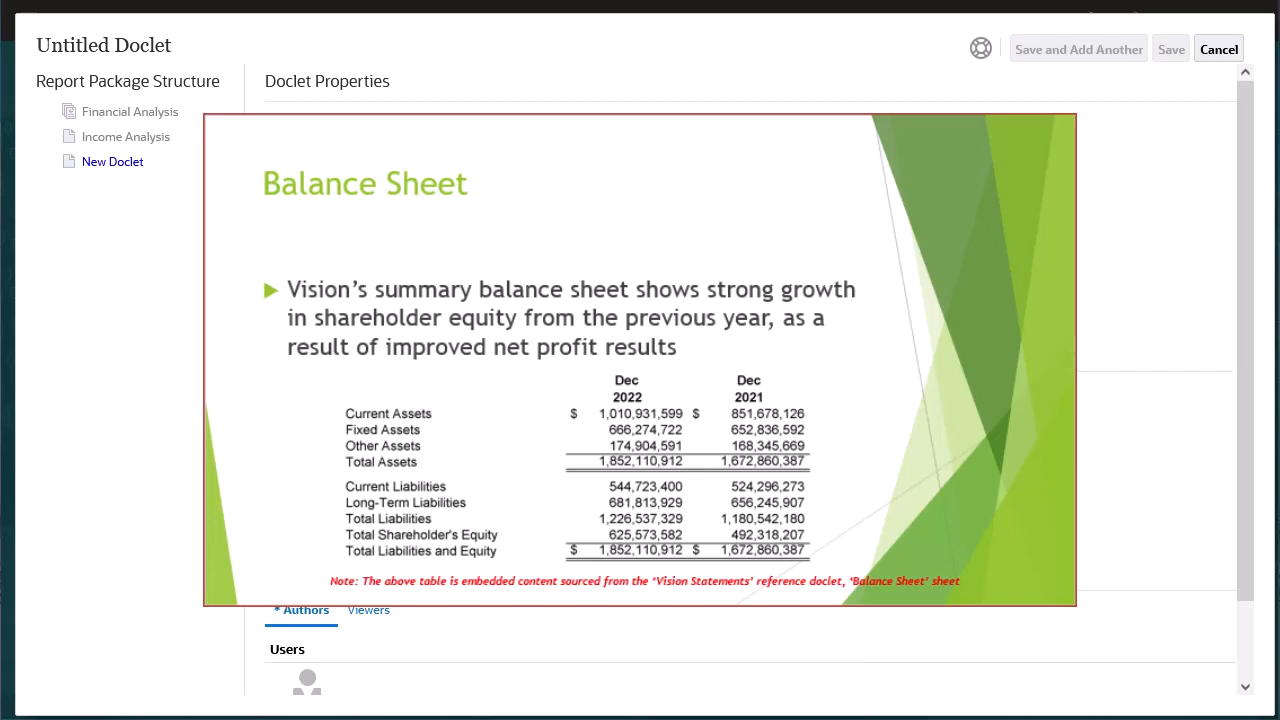 Untitled Doclet
Save and Add Another
Save
Cancel
Report Package Structure
Doclet Properties
Financial Analysis
Income Analysis
New Doclet
Balance Sheet
Vision's summary balance sheet shows strong growth
in shareholder equity from the previous year, as a
result of improved net profit results
Dec Dec
2022 2021
Current Assets $ 1,010,931,599 $ 851,678,126
Fixed Assets 666,274,722 652,836,592
Other Assets 174,904,591 168,345,669
Total Assets 1,852,110,912 1,672,860,387
Current Liabilities 544,723,400 524,296,273
Long-Term Liabilities 681,813,929 656,245,907
Total Liabilities 1,226,537,329 1,180,542,180
Total Shareholder's Equity 625,573,582 492,318,207
Total Liabilities and Equity $ 1,852,110,912 $ 1,672,860,387
Note: The above table is embedded content sourced from the 'Vision Statements' reference doclet, 'Balance Sheet' sheet
* Authors Viewers
Users